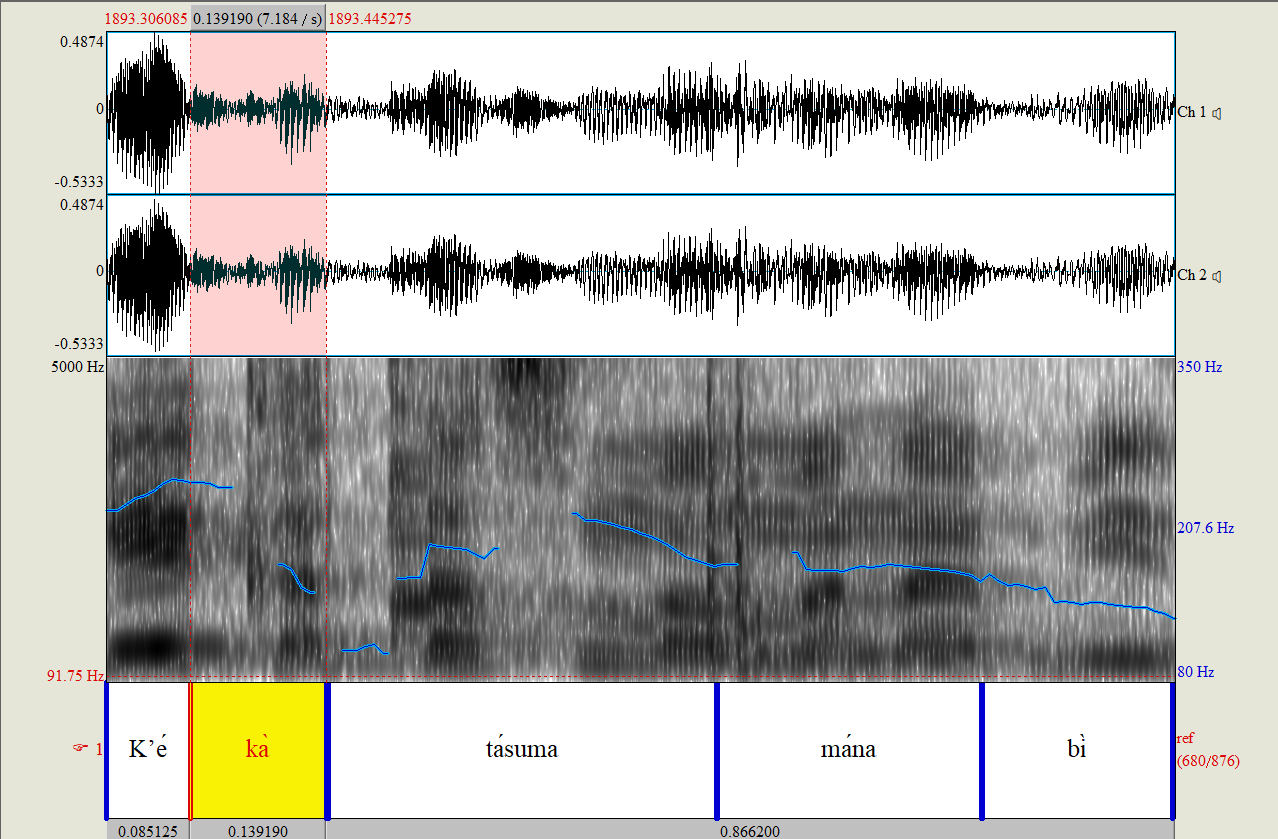 1893.306085 0.139190 (7.184 / s) 1893.445275
0.4874
0
-0.5333
Ch 1
0.4874
0
-0.5333
Ch 2
5000 Hz
350 Hz
207.6 Hz
91.75 Hz
80 Hz
1 K’é kà tásuma mána bì ref
(680/876)
0.085125 0.139190 0.866200